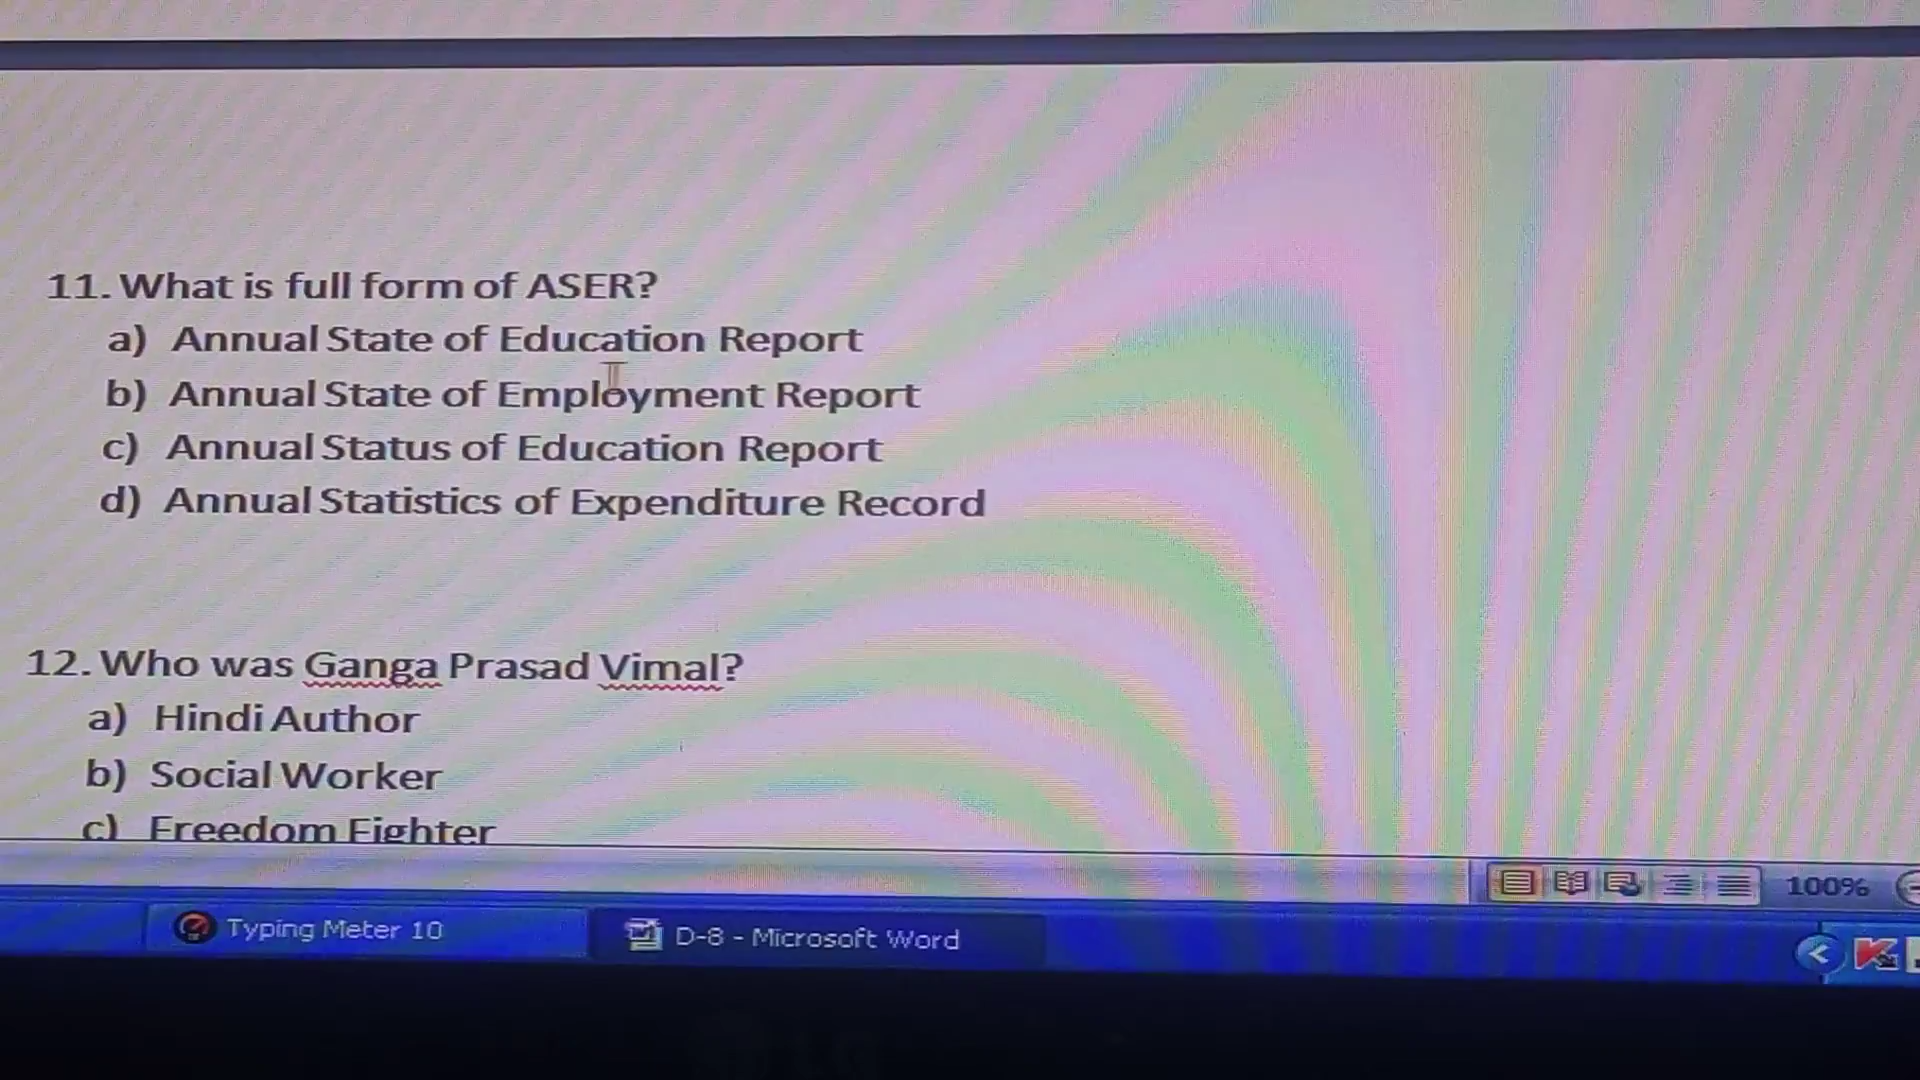 11. What is full form of ASER?
a) Annual State of Education Report
b) Annual State of Employment Report
c) Annual Status of Education Report
d) Annual Statistics of Expenditure Record
12. Who was Ganga Prasad Vimal?
a) Hindi Author
b) Social Worker
c) Freedom Fighter
100%
Typing Meter 10
D-8 - Microsoft Word